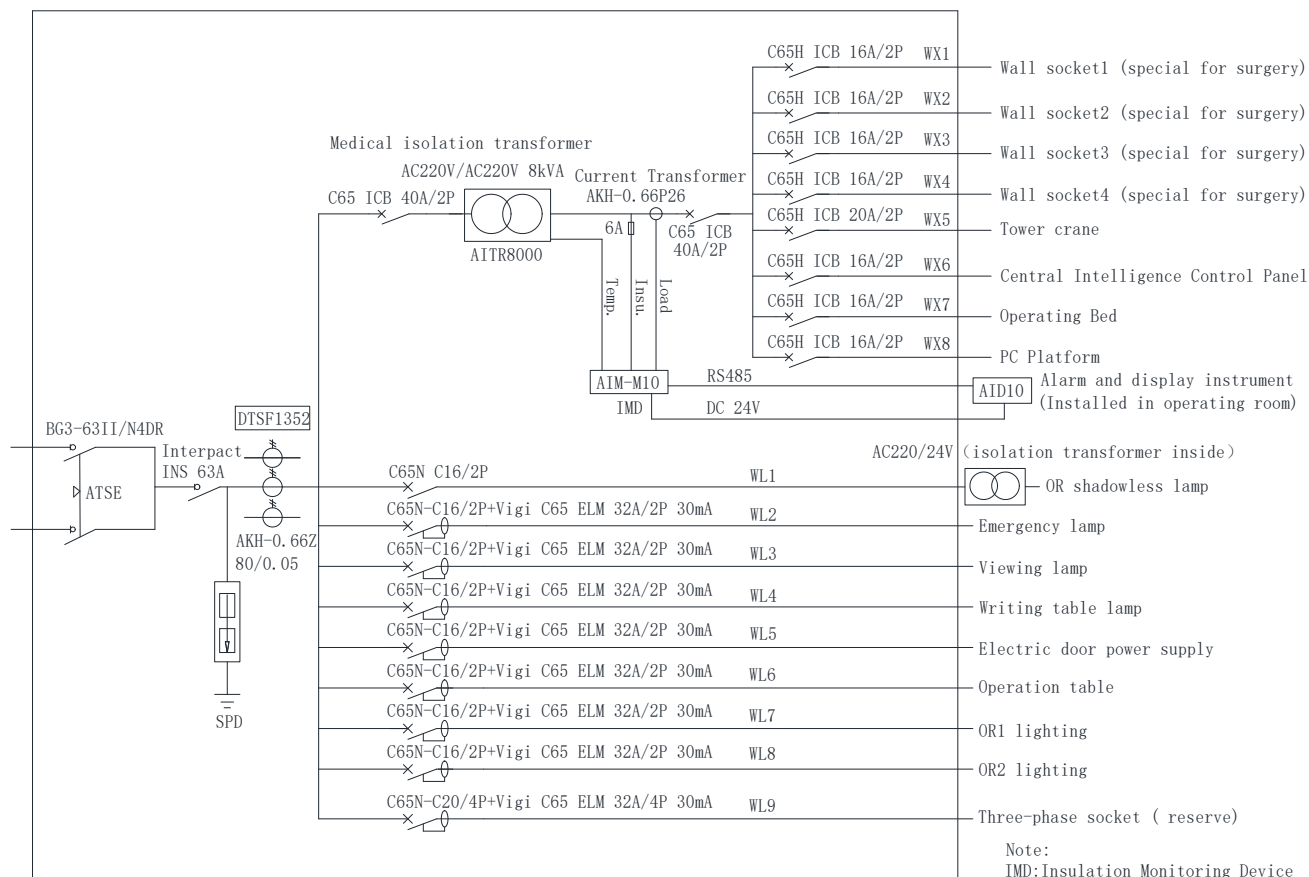 C65H ICB 16A/2P WX1
Wall socket1 (special for surgery)
C65H ICB 16A/2P WX2
Wall socket2 (special for surgery)
C65H ICB 16A/2P WX3
Wall socket3 (special for surgery)
C65H ICB 16A/2P WX4
Wall socket4 (special for surgery)
C65H ICB 20A/2P WX5
Tower crane
C65H ICB 16A/2P WX6
Central Intelligence Control Panel
C65H ICB 16A/2P WX7
Operating Bed
C65H ICB 16A/2P WX8
PC Platform
Medical isolation transformer
AC220V/AC220V 8kVA
C65 ICB 40A/2P
AITR8000
Current Transformer
AKH-0.66P26
6A
C65 ICB
40A/2P
Temp.
Insu.
Load
AIM-M10
IMD
RS485
DC 24V
AID10
Alarm and display instrument
(Installed in operating room)
BG3-63II/N4DR
ATSE
Interpact
INS 63A
DTSF1352
AKH-0.66Z
80/0.05
SPD
AC220/24V (isolation transformer inside)
C65N C16/2P WL1
OR shadowless lamp
C65N-C16/2P+Vigi C65 ELM 32A/2P 30mA WL2
Emergency lamp
C65N-C16/2P+Vigi C65 ELM 32A/2P 30mA WL3
Viewing lamp
C65N-C16/2P+Vigi C65 ELM 32A/2P 30mA WL4
Writing table lamp
C65N-C16/2P+Vigi C65 ELM 32A/2P 30mA WL5
Electric door power supply
C65N-C16/2P+Vigi C65 ELM 32A/2P 30mA WL6
Operation table
C65N-C16/2P+Vigi C65 ELM 32A/2P 30mA WL7
OR1 lighting
C65N-C16/2P+Vigi C65 ELM 32A/2P 30mA WL8
OR2 lighting
C65N-C20/4P+Vigi C65 ELM 32A/4P 30mA WL9
Three-phase socket ( reserve)
Note:
IMD:Insulation Monitoring Device